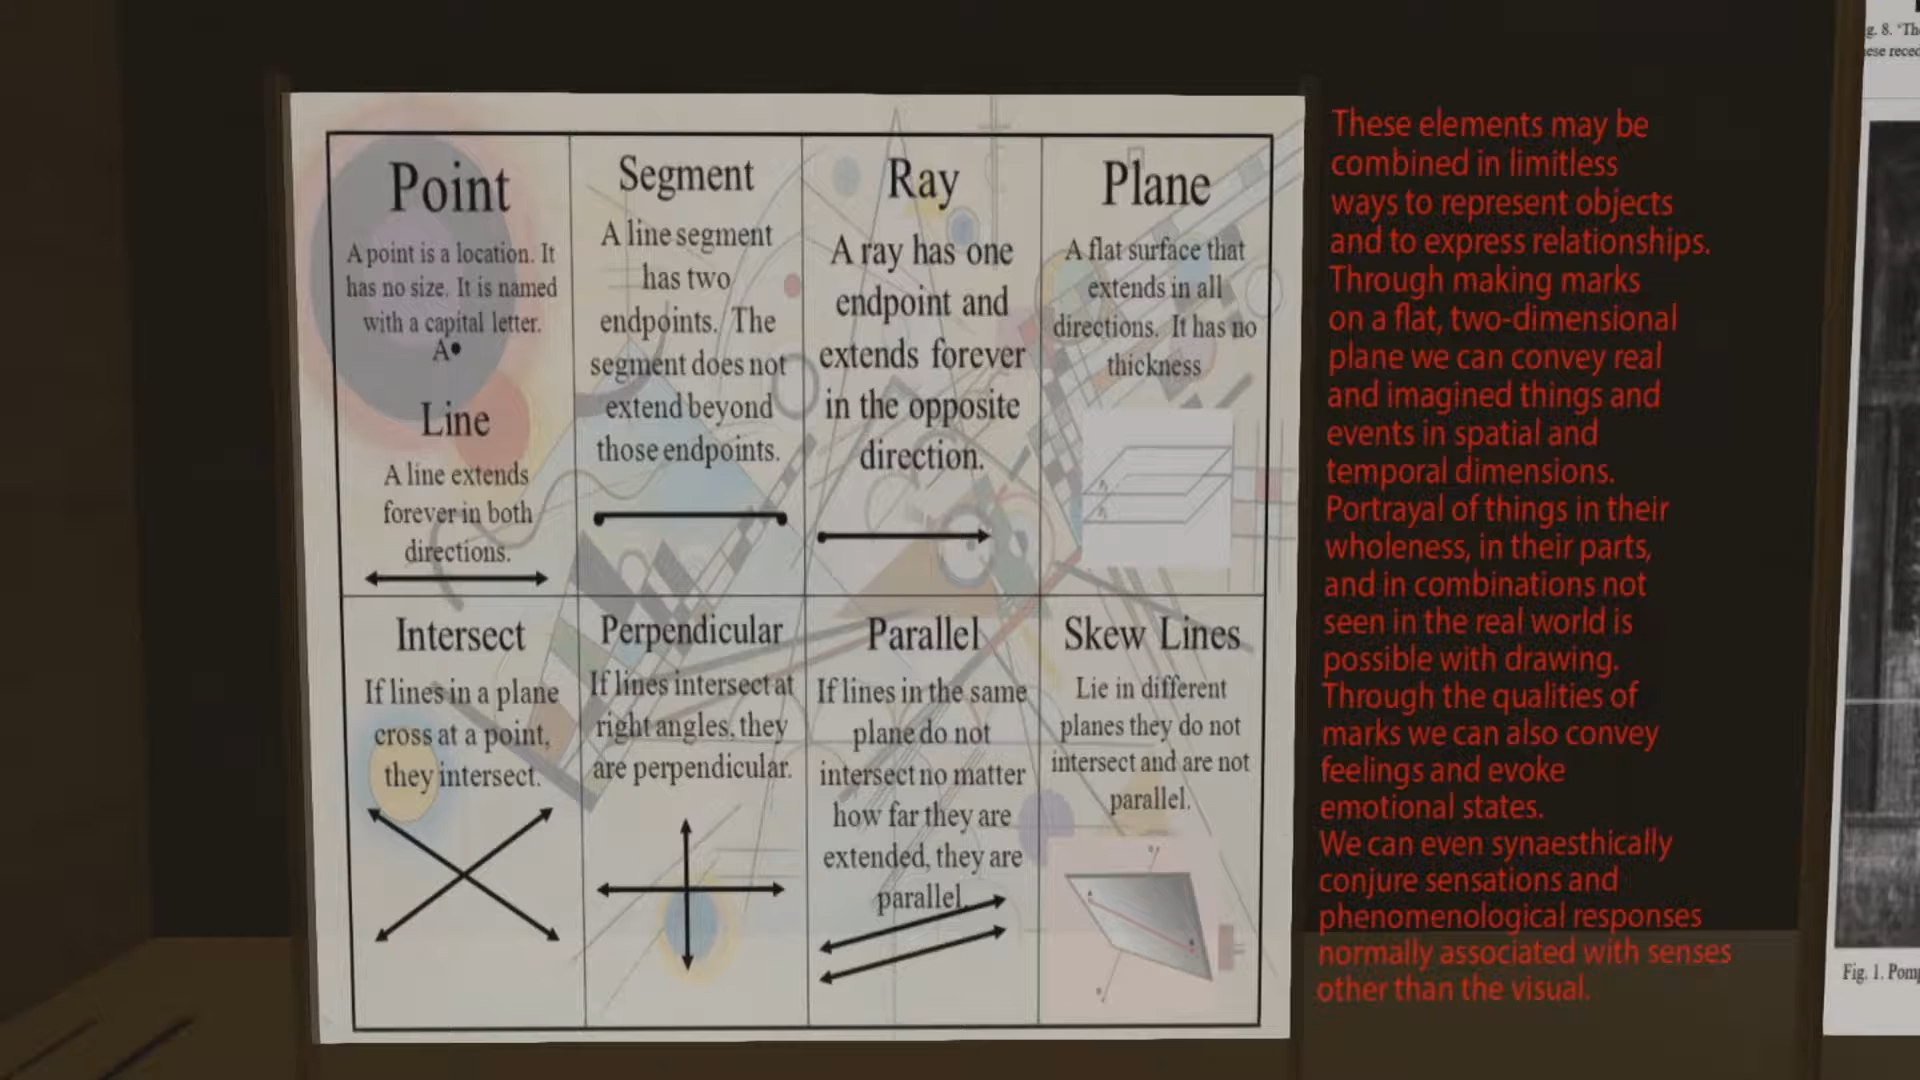 Point
A point is a location. It
has no size. It is named
with a capital letter.
A
Line
A line extends
forever in both
directions.
Segment
A line segment
has two
endpoints. The
segment does not
extend beyond
those endpoints.
Ray
A ray has one
endpoint and
extends forever
in the opposite
direction.
Plane
A flat surface that
extends in all
directions. It has no
thickness
Intersect
If lines in a plane
cross at a point,
they intersect.
Perpendicular
If lines intersect at
right angles, they
are perpendicular.
Parallel
If lines in the same
plane do not
intersect no matter
how far they are
extended, they are
parallel.
Skew Lines
Lie in different
planes they do not
intersect and are not
parallel.
These elements may be
combined in limitless
ways to represent objects
and to express relationships.
Through making marks
on a flat, two-dimensional
plane we can convey real
and imagined things and
events in spatial and
temporal dimensions.
Portrayal of things in their
wholeness, in their parts,
and in combinations not
seen in the real world is
possible with drawing.
Through the qualities of
marks we can also convey
feelings and evoke
emotional states.
We can even synaesthically
conjure sensations and
phenomenological responses
normally associated with senses
other than the visual.
8. "Th
Fig. 1. Pomp